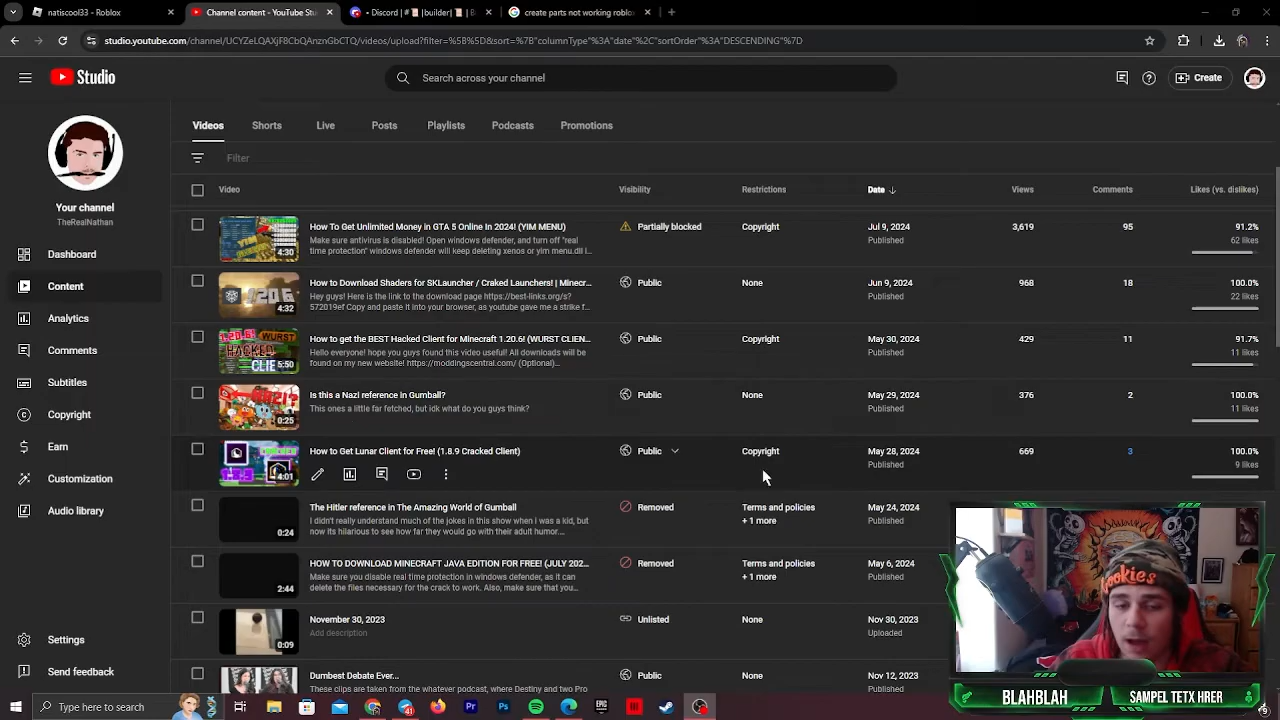 natiscool33 - Roblox
Channel content - YouTube St
- Discord | # |builder| | B
create parts not working roblox
studio.youtube.com/channel/UCYZeLQAXjF8CbQAnznGbCTQ/videos/upload?filter=%5B%5D&sort=%7B"columnType"%3A"date"%2C"sortOrder"%3A"DESCENDING"%7D
Studio
Search across your channel
Create
Your channel
TheRealNathan
Dashboard
Content
Analytics
Comments
Subtitles
Copyright
Earn
Customization
Audio library
Settings
Send feedback
Videos Shorts Live Posts Playlists Podcasts Promotions
Filter
Video Visibility Restrictions Date Views Comments Likes (vs. dislikes)
How To Get Unlimited Money in GTA 5 Online In 2024! (YIM MENU) Partially blocked Copyright Jul 9, 2024 3,619 95 91.2%
Make sure antivirus is disabled! Open windows defender, and turn off "real Published 62 likes
time protection" windows defender will keep deleting xenos or yim menu.dll i...
4:30
How to Download Shaders for SKLauncher / Craked Launchers! | Minecr... Public None Jun 9, 2024 968 18 100.0%
Hey guys! Here is the link to the download page https://best-links.org/s? Published 22 likes
572019ef Copy and paste it into your browser, as youtube gave me a strike f...
4:32
How to get the BEST Hacked Client for Minecraft 1.20.6! (WURST CLIEN... Public Copyright May 30, 2024 429 11 91.7%
Hello everyone! hope you guys found this video useful! All downloads will be Published 11 likes
found on my new website! https://moddingscentral.com/ (Optional)...
1.20.6! WURST
HACKED
CLIE 5:50
Is this a Nazi reference in Gumball? Public None May 29, 2024 376 2 100.0%
This ones a little far fetched, but idk what do you guys think? Published 11 likes
0:25
How to Get Lunar Client for Free! (1.8.9 Cracked Client) Public Copyright May 28, 2024 669 3 100.0%
Published 9 likes
1.8.9 4:01
The Hitler reference in The Amazing World of Gumball Removed Terms and policies May 24, 2024
I didn't really understand much of the jokes in this show when i was a kid, but + 1 more Published
now its hilarious to see how far they would go with their adult humor...
0:24
HOW TO DOWNLOAD MINECRAFT JAVA EDITION FOR FREE! (JULY 202... Removed Terms and policies May 6, 2024
Make sure you disable real time protection in windows defender, as it can + 1 more Published
delete the files necessary for the crack to work. Also, make sure that you...
2:44
November 30, 2023 Unlisted None Nov 30, 2023
Add description Uploaded
0:09
Dumbest Debate Ever... Public None Nov 12, 2023
These dipes are taken from the whatever podcast, where Destiny and two Pro Published
Cookies
BLAHBLAH SAMPEL TETX HRER
Type here to search